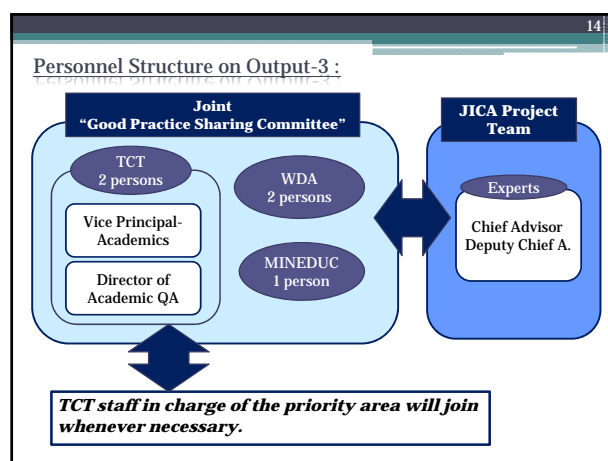 14
Personnel Structure on Output-3 :
Joint
“Good Practice Sharing Committee”
TCT
2 persons
Vice Principal-
Academics
Director of
Academic QA
WDA
2 persons
MINEDUC
1 person
JICA Project
Team
Experts
Chief Advisor
Deputy Chief A.
TCT staff in charge of the priority area will join
whenever necessary.